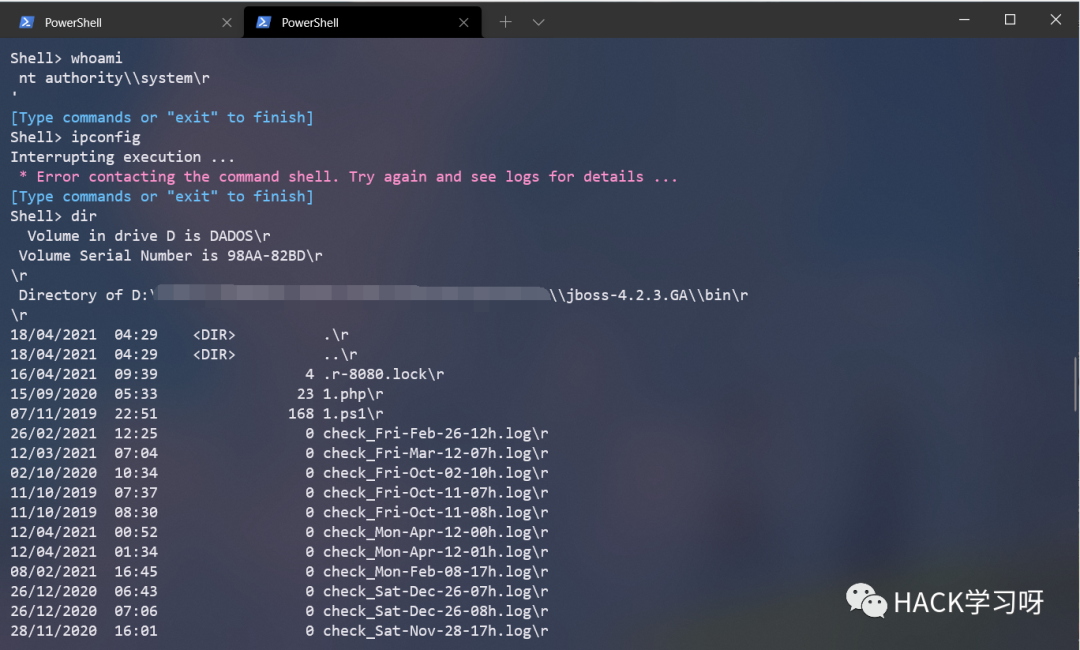 PowerShell
PowerShell
Shell> whoami
nt authority\\system\r
'
[Type commands or "exit" to finish]
Shell> ipconfig
Interrupting execution ...
* Error contacting the command shell. Try again and see logs for details ...
[Type commands or "exit" to finish]
Shell> dir
Volume in drive D is DADOS\r
Volume Serial Number is 98AA-82BD\r
\r
Directory of D:\ \\jboss-4.2.3.GA\\bin\r
\r
18/04/2021 04:29 <DIR> .\r
18/04/2021 04:29 <DIR> ..\r
16/04/2021 09:39 4 .r-8080.lock\r
15/09/2020 05:33 23 1.php\r
07/11/2019 22:51 168 1.ps1\r
26/02/2021 12:25 0 check_Fri-Feb-26-12h.log\r
12/03/2021 07:04 0 check_Fri-Mar-12-07h.log\r
02/10/2020 10:34 0 check_Fri-Oct-02-10h.log\r
11/10/2019 07:37 0 check_Fri-Oct-11-07h.log\r
11/10/2019 08:30 0 check_Fri-Oct-11-08h.log\r
12/04/2021 00:52 0 check_Mon-Apr-12-00h.log\r
12/04/2021 01:34 0 check_Mon-Apr-12-01h.log\r
08/02/2021 16:45 0 check_Mon-Feb-08-17h.log\r
26/12/2020 06:43 0 check_Sat-Dec-26-07h.log\r
26/12/2020 07:06 0 check_Sat-Dec-26-08h.log\r
28/11/2020 16:01 0 check_Sat-Nov-28-17h.log\r
HACK学习呀